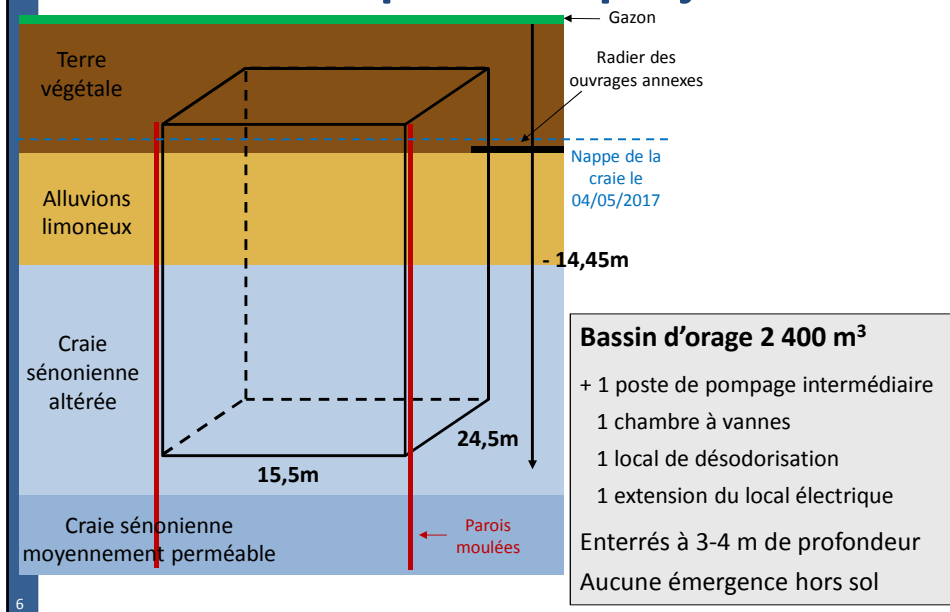 Gazon
Terre
végétale
Radier des
ouvrages annexes
Nappe de la
craie le
04/05/2017
Alluvions
limoneux
- 14,45m
Craie
sénonienne
altérée
24,5m
15,5m
Craie sénonienne
moyennement perméable
Parois
moulées
Bassin d'orage 2 400 m³
+ 1 poste de pompage intermédiaire
1 chambre à vannes
1 local de désodorisation
1 extension du local électrique
Enterrés à 3-4 m de profondeur
Aucune émergence hors sol
6